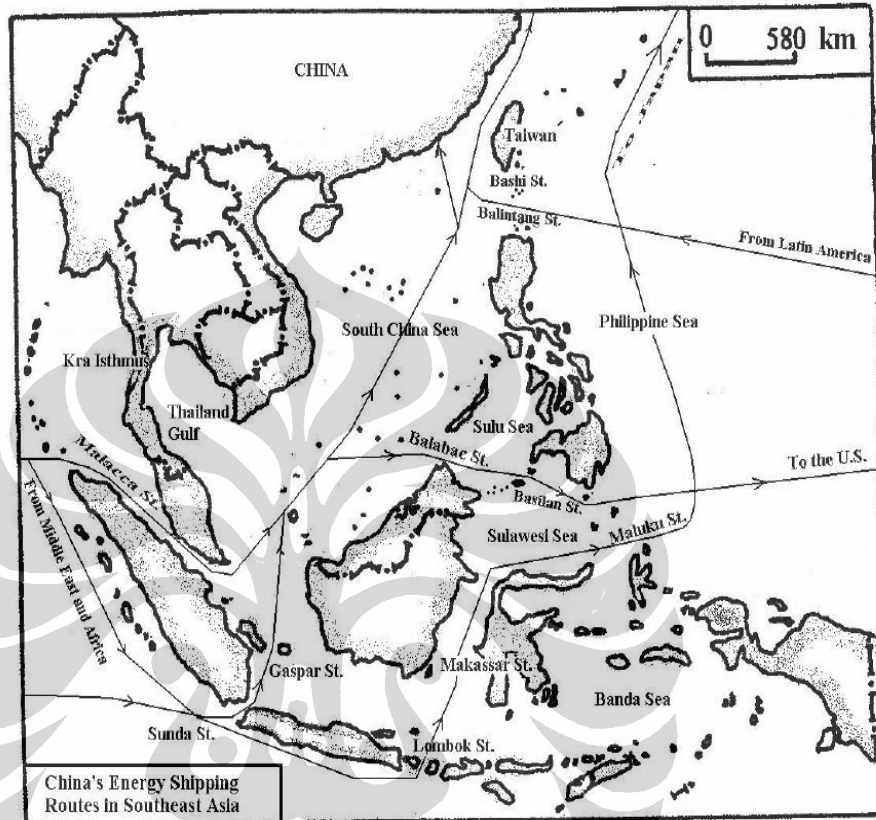 0 580 km
CHINA
Taiwan
Bashi St.
Balintang St.
From Latin America
South China Sea
Philippine Sea
Kra Isthmus
Thailand
Gulf
Sulu Sea
Malacca St.
Balabac St.
To the U.S.
From Middle East and Africa
Basilan St.
Sulawesi Sea
Maluku St.
Gaspar St.
Makassar St.
Banda Sea
Sunda St.
Lombok St.
China's Energy Shipping
Routes in Southeast Asia